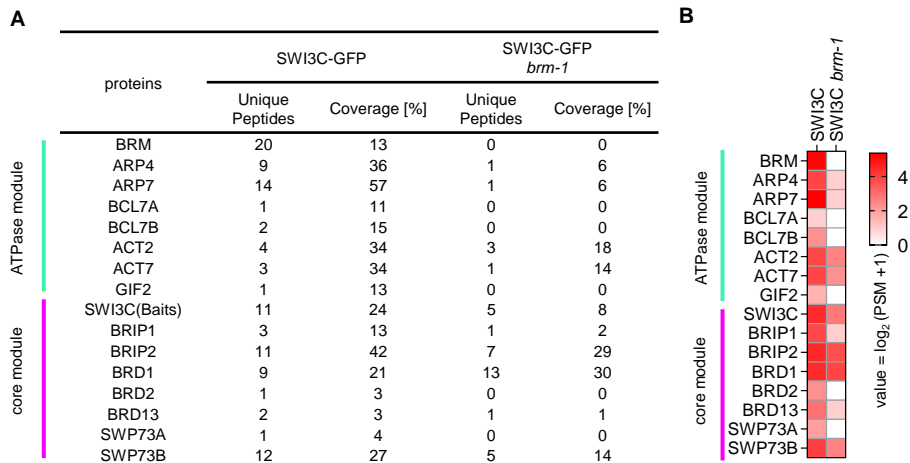 A
proteins
SWI3C-GFP
SWI3C-GFP
brm-1
Unique
Peptides
Coverage [%]
Unique
Peptides
Coverage [%]
ATPase module
BRM 20 13 0 0
ARP4 9 36 1 6
ARP7 14 57 1 6
BCL7A 1 11 0 0
BCL7B 2 15 0 0
ACT2 4 34 3 18
ACT7 3 34 1 14
GIF2 1 13 0 0
core module
SWI3C(Baits) 11 24 5 8
BRIP1 3 13 1 2
BRIP2 11 42 7 29
BRD1 9 21 13 30
BRD2 1 3 0 0
BRD13 2 3 1 1
SWP73A 1 4 0 0
SWP73B 12 27 5 14
B
SWI3C
SWI3C brm-1
ATPase module
BRM
ARP4
ARP7
BCL7A
BCL7B
ACT2
ACT7
GIF2
core module
SWI3C
BRIP1
BRIP2
BRD1
BRD2
BRD13
SWP73A
SWP73B
4
2
0
value = log2 (PSM +1)